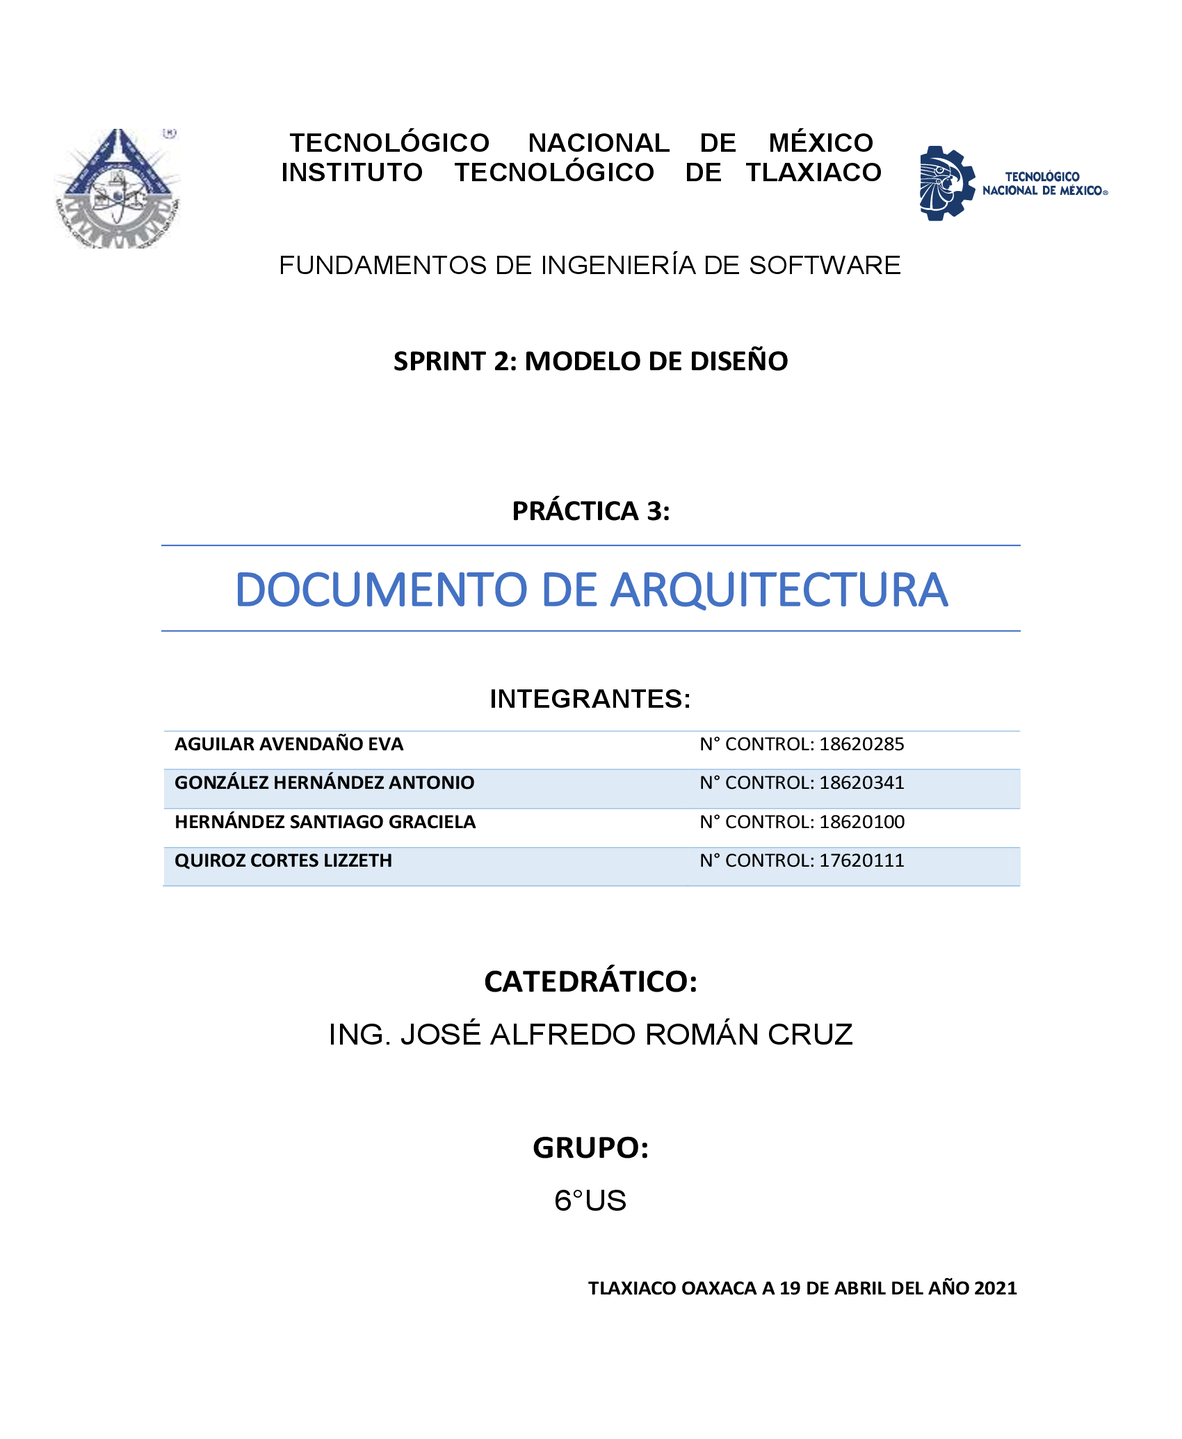 TECNOLÓGICO NACIONAL DE MÉXICO
INSTITUTO TECNOLÓGICO DE TLAXIACO
TECNOLÓGICO
NACIONAL DE MÉXICO®
FUNDAMENTOS DE INGENIERÍA DE SOFTWARE
SPRINT 2: MODELO DE DISEÑO
PRÁCTICA 3:
DOCUMENTO DE ARQUITECTURA
INTEGRANTES:
AGUILAR AVENDAÑO EVA N° CONTROL: 18620285
GONZÁLEZ HERNÁNDEZ ANTONIO N° CONTROL: 18620341
HERNÁNDEZ SANTIAGO GRACIELA N° CONTROL: 18620100
QUIROZ CORTES LIZZETH N° CONTROL: 17620111
CATEDRÁTICO:
ING. JOSÉ ALFREDO ROMÁN CRUZ
GRUPO:
6°US
TLAXIACO OAXACA A 19 DE ABRIL DEL AÑO 2021